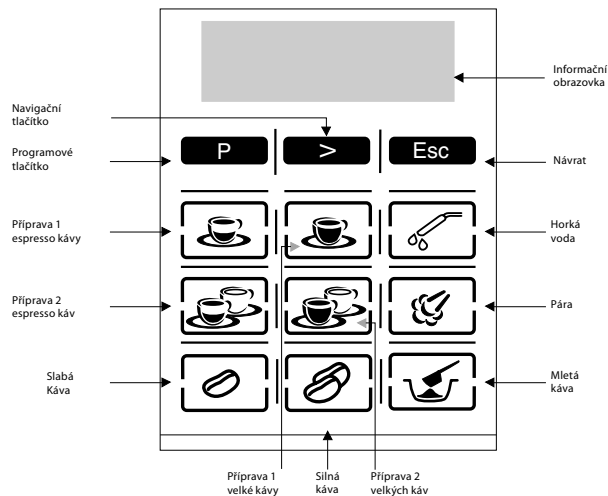 Informační
obrazovka
Navigační
tlačítko
Programové
tlačítko
P
>
Esc
Návrat
Příprava 1
espresso kávy
Horká
voda
Příprava 2
espresso káv
Pára
Slabá
Káva
Mletá
káva
Příprava 1
velké kávy
Silná
káva
Příprava 2
velkých káv